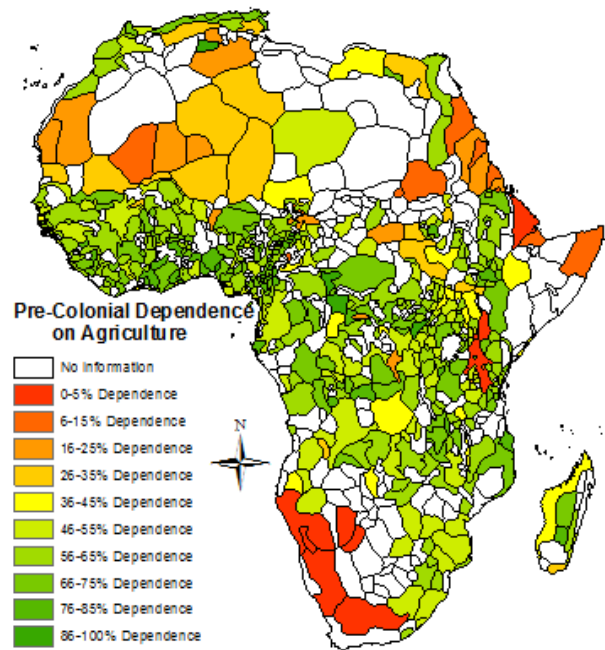 Pre-Colonial Dependence
on Agriculture
No Information
0-5% Dependence
6-15% Dependence
16-25% Dependence
26-35% Dependence
36-45% Dependence
46-55% Dependence
56-65% Dependence
66-75% Dependence
76-85% Dependence
86-100% Dependence
N